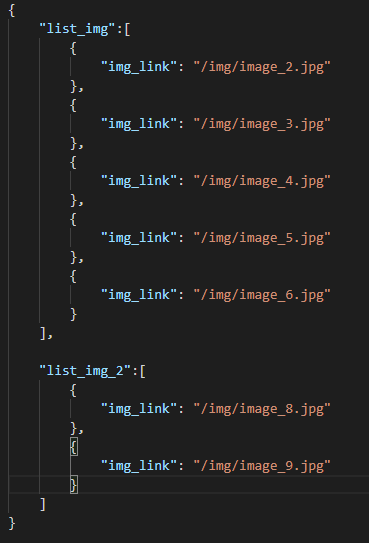 {
    "list_img":[
        {
            "img_link": "/img/image_2.jpg"
        },
        {
            "img_link": "/img/image_3.jpg"
        },
        {
            "img_link": "/img/image_4.jpg"
        },
        {
            "img_link": "/img/image_5.jpg"
        },
        {
            "img_link": "/img/image_6.jpg"
        }
    ],

    "list_img_2":[
        {
            "img_link": "/img/image_8.jpg"
        },
        {
            "img_link": "/img/image_9.jpg"
        }
    ]
}